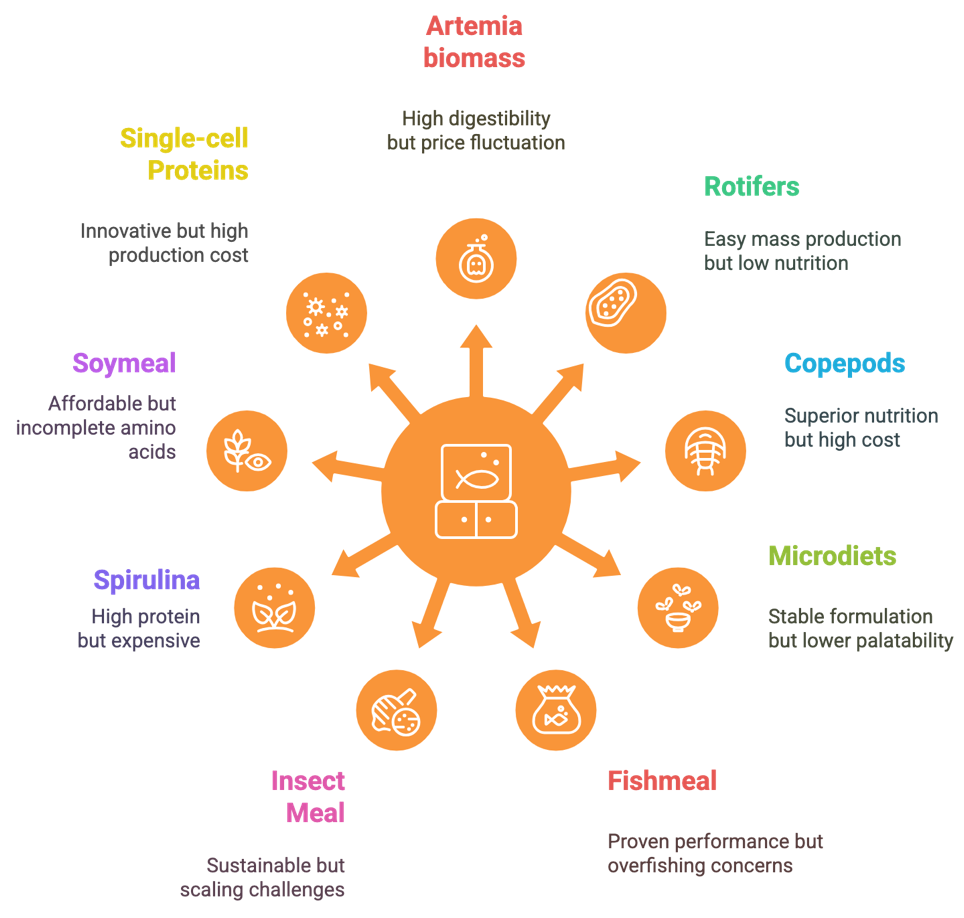 Artemia
biomass
High digestibility
but price fluctuation
Single-cell
Proteins
Innovative but high
production cost
Rotifers
Easy mass production
but low nutrition
Soymeal
Affordable but
incomplete amino
acids
Copepods
Superior nutrition
but high cost
Spirulina
High protein
but expensive
Microdiets
Stable formulation
but lower palatability
Insect
Meal
Sustainable but
scaling challenges
Fishmeal
Proven performance but
overfishing concerns